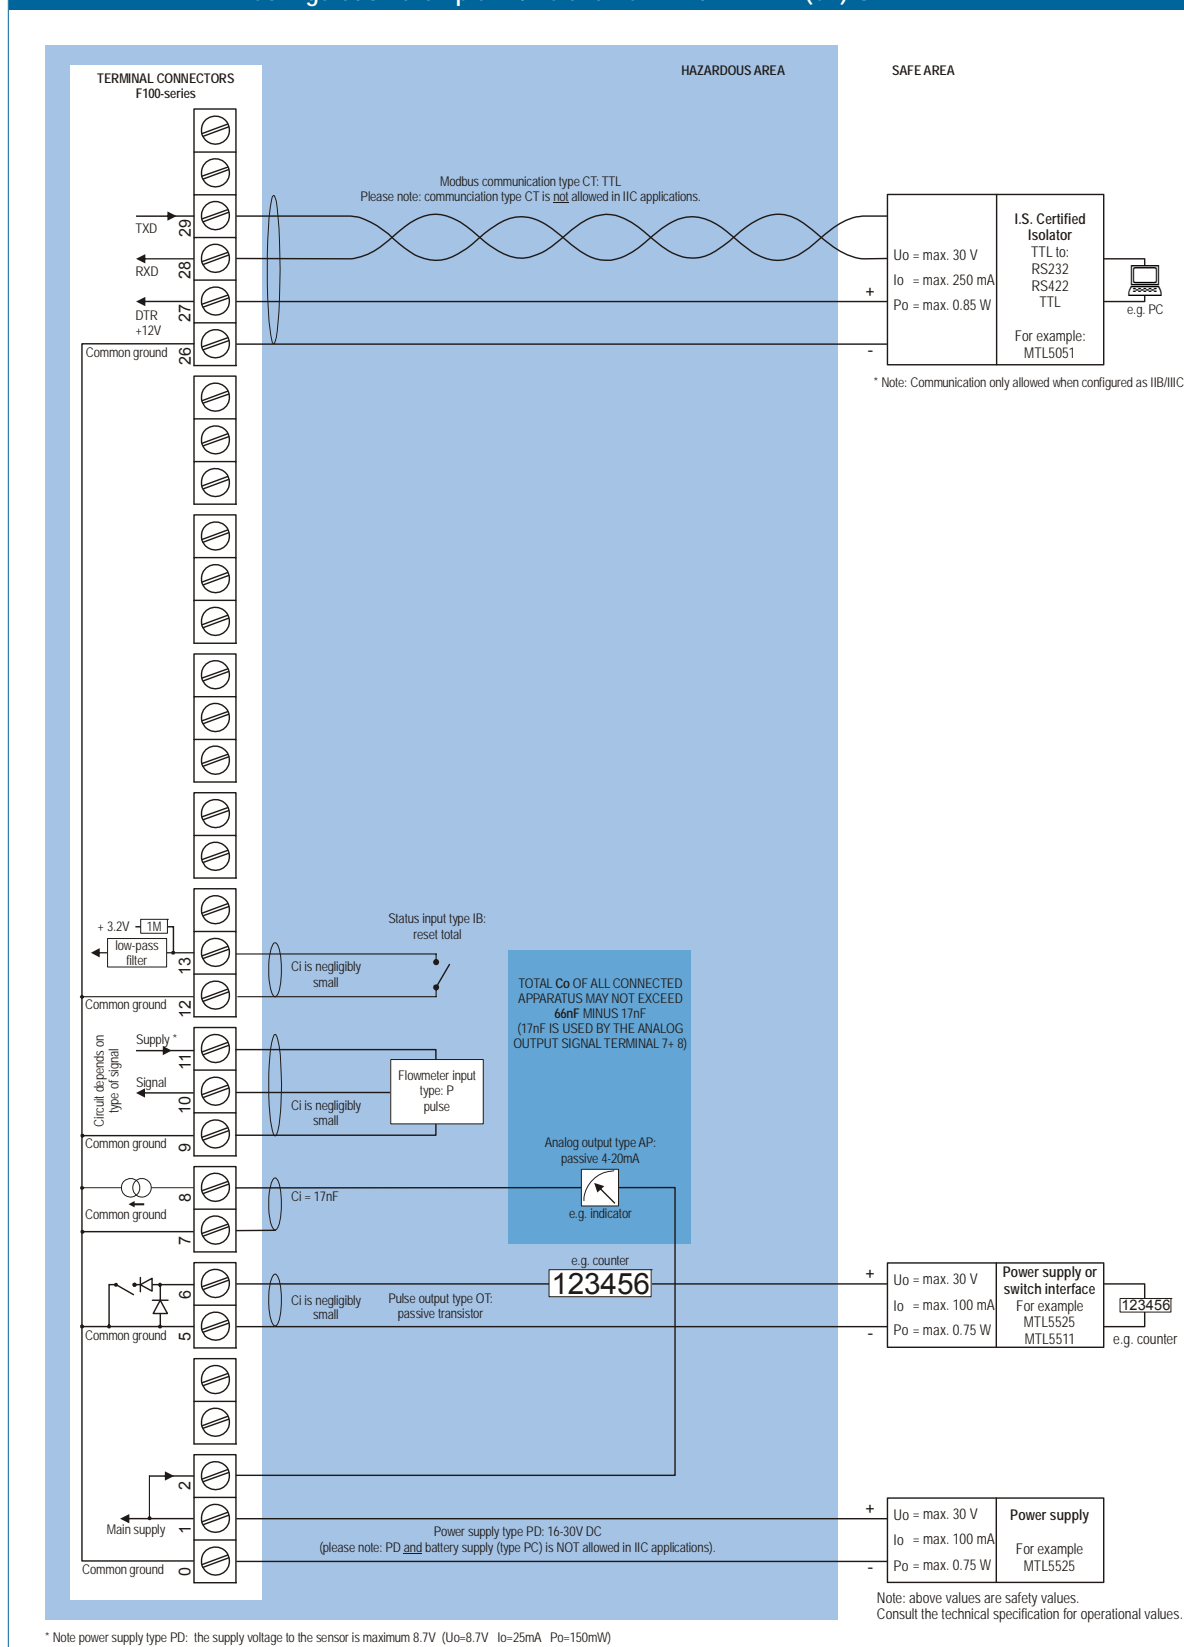 HAZARDOUS AREA
SAFE AREA
TERMINAL CONNECTORS
F100-series
Modbus communication type CT: TTL
Please note: communciation type CT is not allowed in IIC applications.
TXD
29
RXD
28
DTR
+12V
27
Common ground
26
+
-
Uo = max. 30 V
Io = max. 250 mA
Po = max. 0.85 W
I.S. Certified
Isolator
TTL to:
RS232
RS422
TTL
For example:
MTL5051
e.g. PC
* Note: Communication only allowed when configured as IIB/IIIC
+ 3.2V
1M
low-pass
filter
13
Common ground
12
Ci is negligibly
small
Status input type IB:
reset total
TOTAL Co OF ALL CONNECTED
APPARATUS MAY NOT EXCEED
66nF MINUS 17nF
(17nF IS USED BY THE ANALOG
OUTPUT SIGNAL TERMINAL 7+ 8)
Circuit depends on
type of signal
Supply *
11
Signal
10
Common ground
9
Ci is negligibly
small
Flowmeter input
type: P
pulse
Analog output type AP:
passive 4-20mA
e.g. indicator
8
Common ground
7
Ci = 17nF
6
Common ground
5
Ci is negligibly
small
Pulse output type OT:
passive transistor
e.g. counter
123456
+
-
Uo = max. 30 V
Io = max. 100 mA
Po = max. 0.75 W
Power supply or
switch interface
For example
MTL5525
MTL5511
123456
e.g. counter
2
Main supply
1
Common ground
0
Power supply type PD: 16-30V DC
(please note: PD and battery supply (type PC) is NOT allowed in IIC applications).
+
-
Uo = max. 30 V
Io = max. 100 mA
Po = max. 0.75 W
Power supply
For example
MTL5525
Note: above values are safety values.
Consult the technical specification for operational values.
* Note power supply type PD: the supply voltage to the sensor is maximum 8.7V (Uo=8.7V Io=25mA Po=150mW)